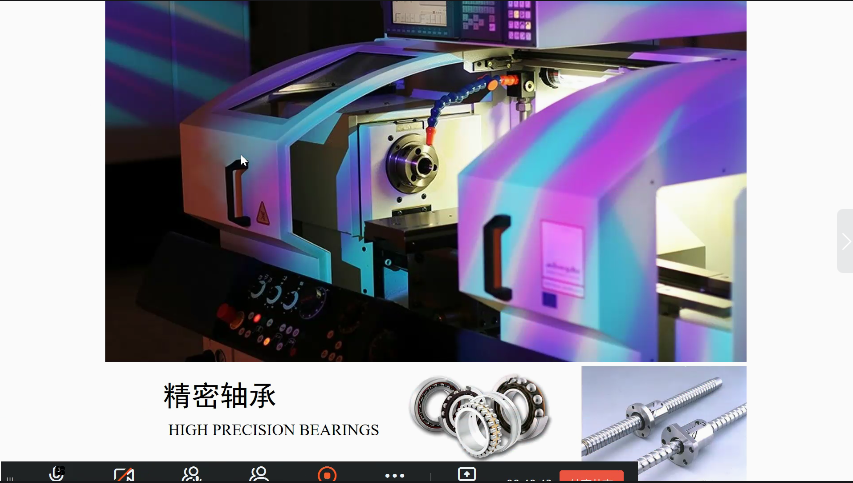 精密轴承
HIGH PRECISION BEARINGS